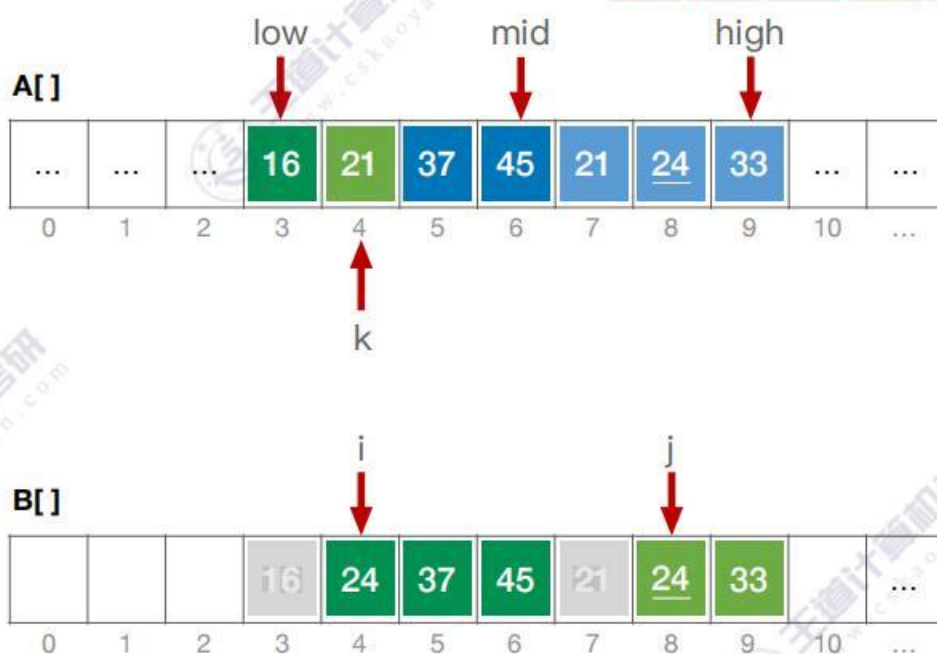 low mid high
A[ ]
... ... ... 16 21 37 45 21 24 33 ... ...
0 1 2 3 4 5 6 7 8 9 10 ...
k
i j
B[ ]
16 24 37 45 21 24 33 ...
0 1 2 3 4 5 6 7 8 9 10 ...